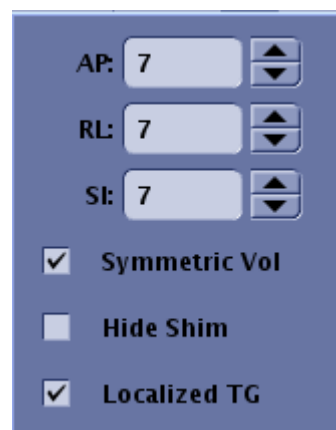 AP: 7
RL: 7
SI: 7
Symmetric Vol
Hide Shim
Localized TG